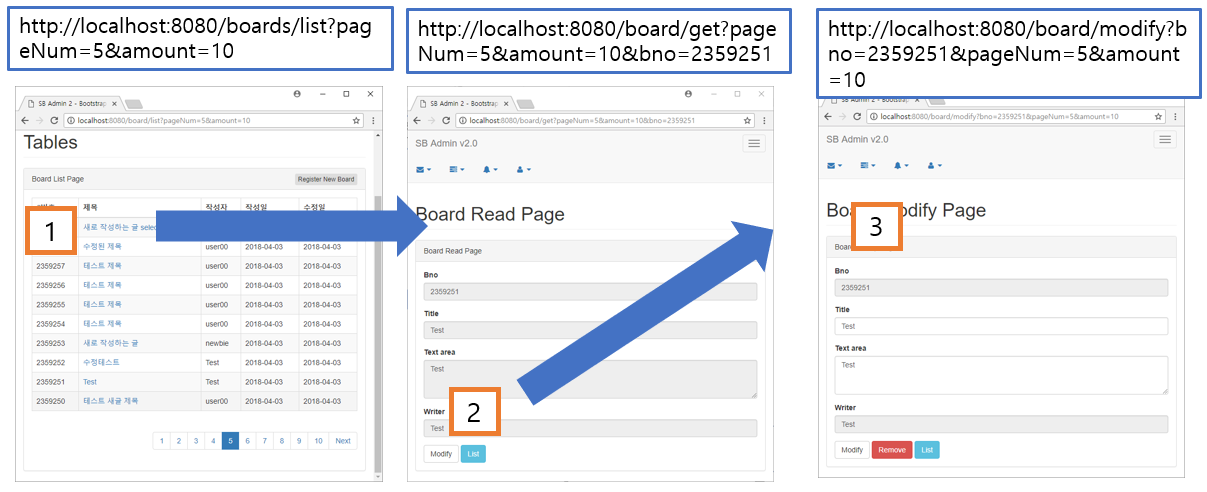 http://localhost:8080/boards/list?pag
eNum=5&amount=10
http://localhost:8080/board/get?page
Num=5&amount=10&bno=2359251
http://localhost:8080/board/modify?b
no=2359251&pageNum=5&amount
=10
SB Admin 2 - Bootstrap
localhost:8080/board/list?pageNum=5&amount=10
Tables
Board List Page
Register New Board
제목 작성자 작성일 수정일
1
새로 작성하는 글 selec
수정된 제목 user00 2018-04-03 2018-04-03
2359257 테스트 제목 user00 2018-04-03 2018-04-03
2359256 테스트 제목 user00 2018-04-03 2018-04-03
2359255 테스트 제목 user00 2018-04-03 2018-04-03
2359254 테스트 제목 user00 2018-04-03 2018-04-03
2359253 새로 작성하는 글 newbie 2018-04-03 2018-04-03
2359252 수정테스트 Test 2018-04-03 2018-04-03
2359251 Test Test 2018-04-03 2018-04-03
2359250 테스트 새글 제목 user00 2018-04-03 2018-04-03
1 2 3 4 5 6 7 8 9 10 Next
SB Admin 2 - Bootstrap
localhost:8080/board/get?pageNum=5&amount=10&bno=2359251
SB Admin v2.0
Board Read Page
Board Read Page
Bno
2359251
Title
Test
Text area
Test
2
Writer
Test
Modify List
SB Admin 2 - Bootstrap
localhost:8080/board/modify?bno=2359251&pageNum=5&amount=10
SB Admin v2.0
3
Modify Page
Board
Bno
2359251
Title
Test
Text area
Test
Writer
Test
Modify Remove List